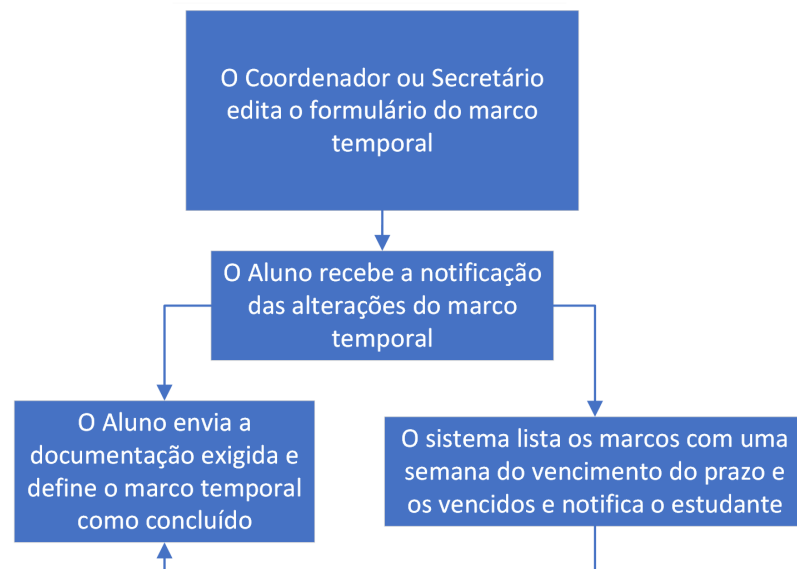 O Coordenador ou Secretário
edita o formulário do marco
temporal
O Aluno recebe a notificação
das alterações do marco
temporal
O Aluno envia a
documentação exigida e
define o marco temporal
como concluído
O sistema lista os marcos com uma
semana do vencimento do prazo e
os vencidos e notifica o estudante